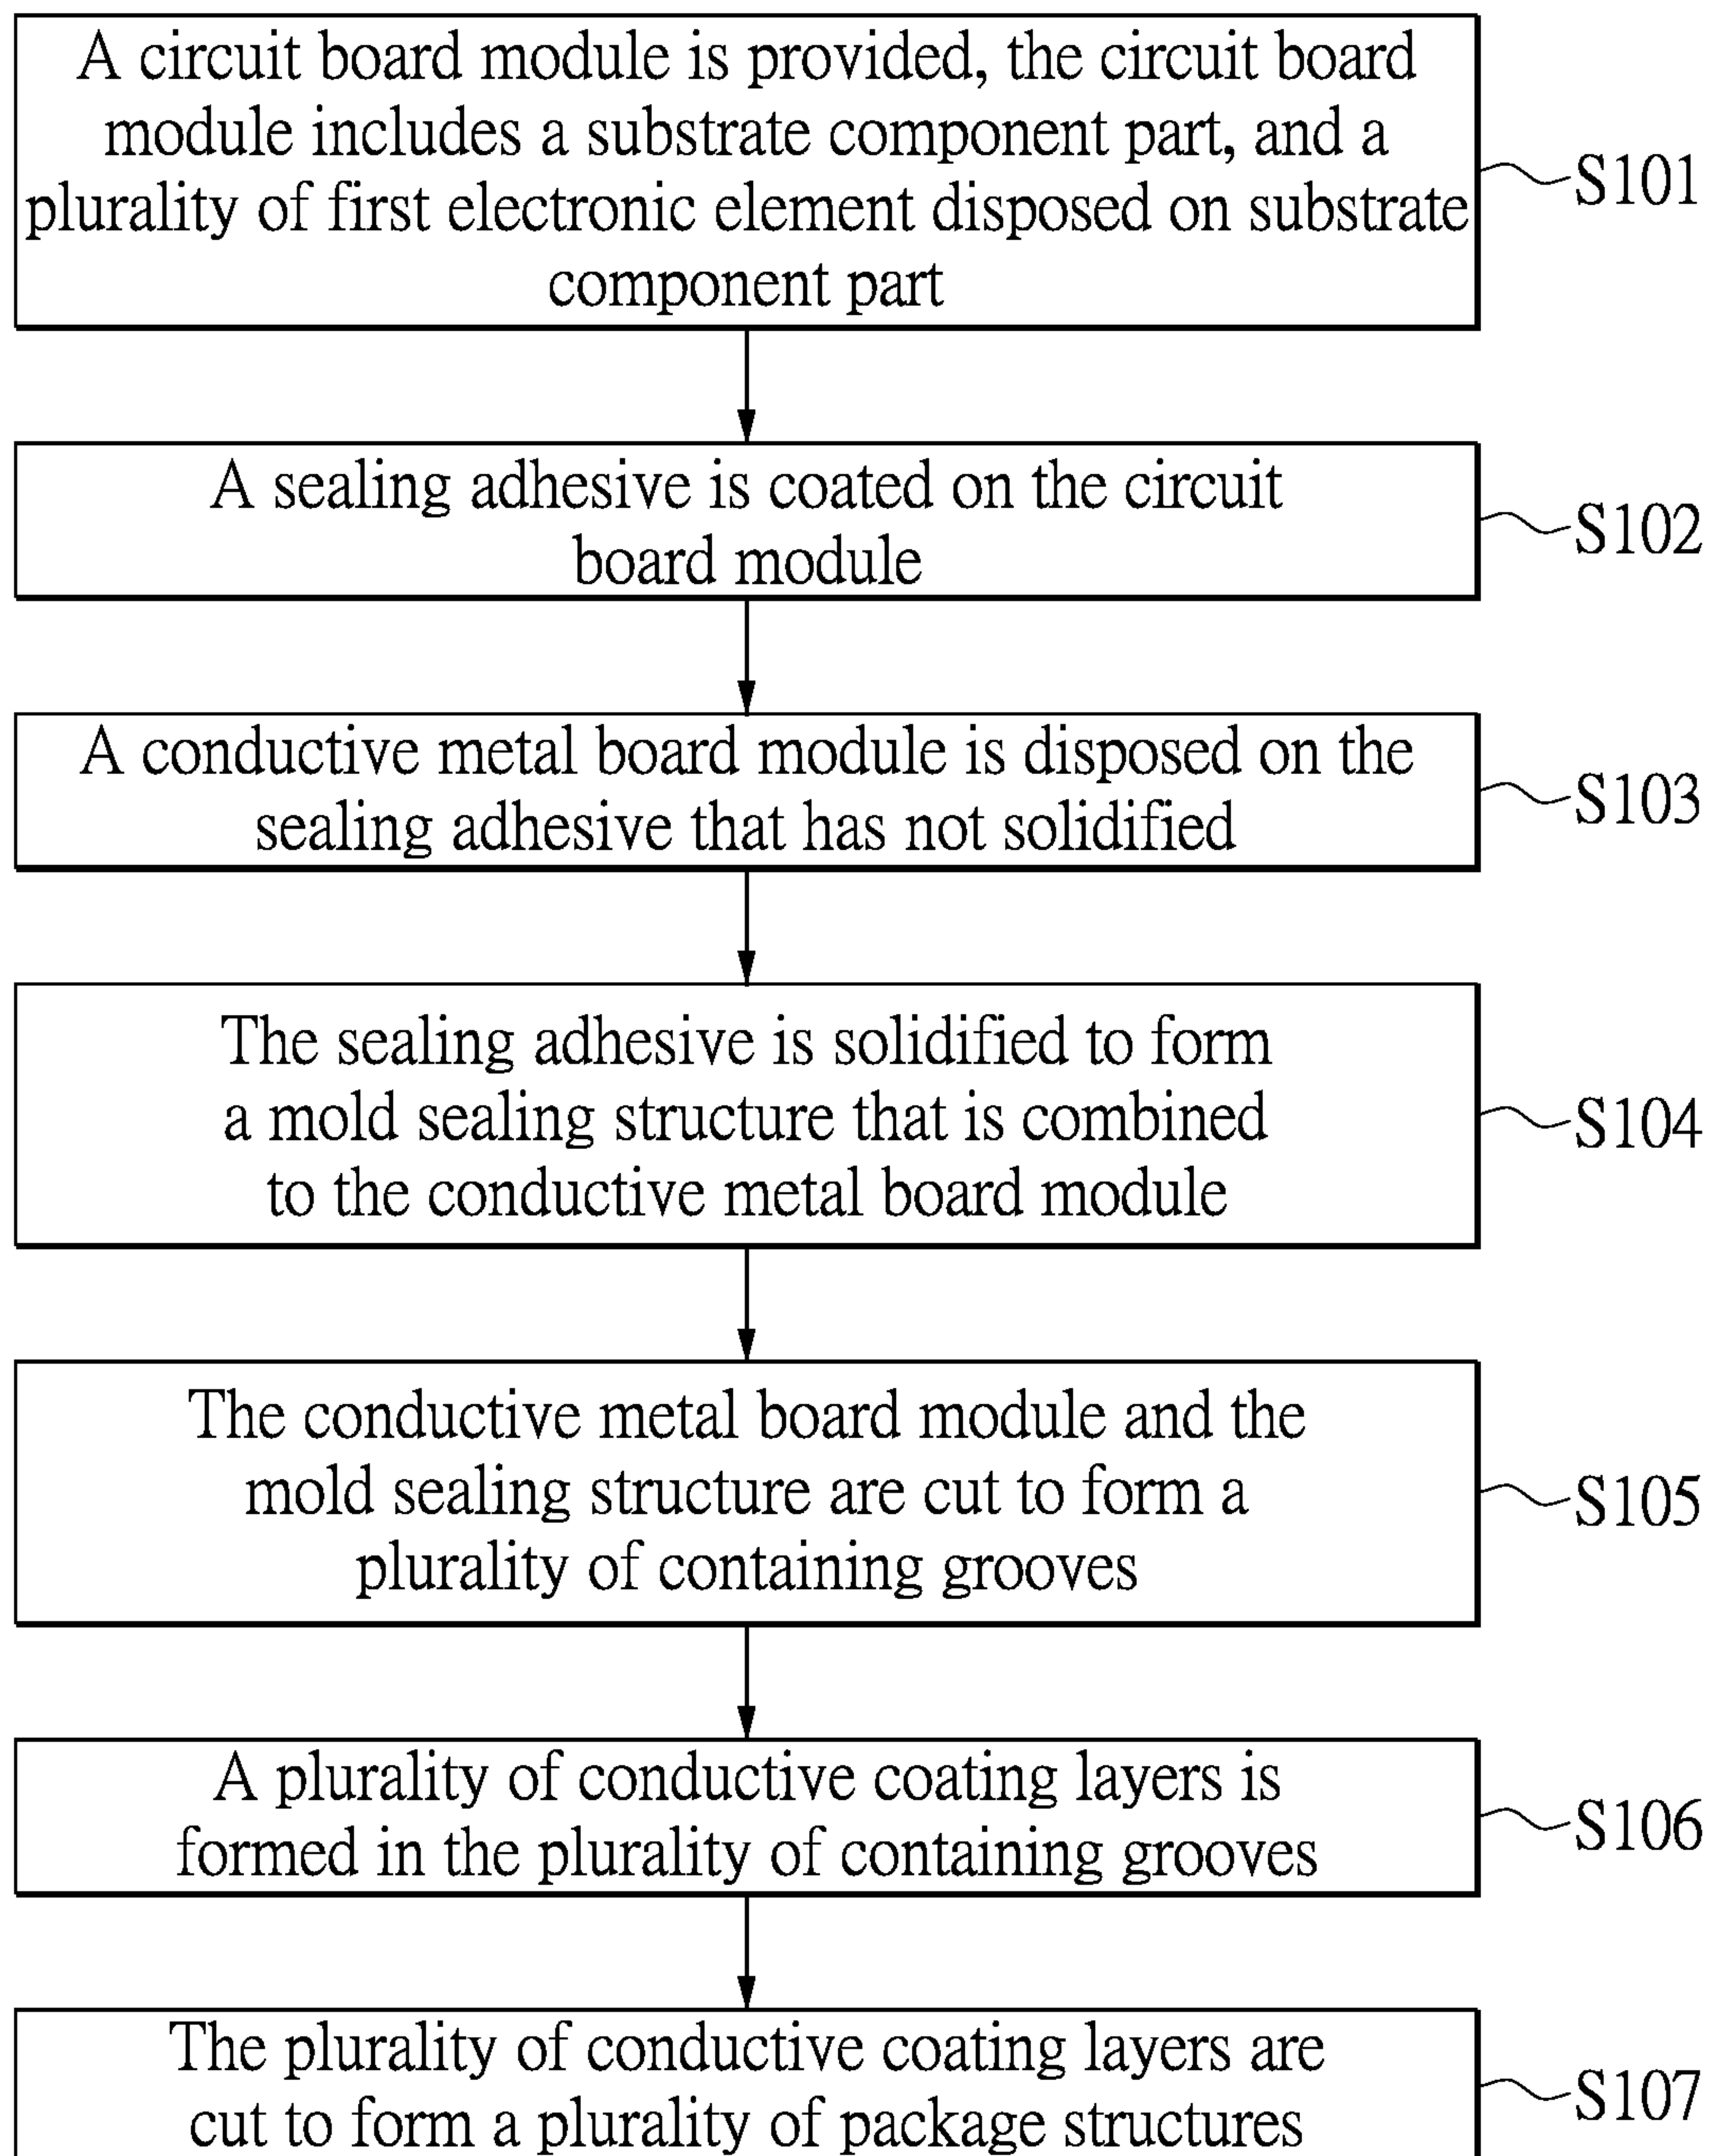 A circuit board module is provided, the circuit board
module includes a substrate component part, and a
plurality of first electronic element disposed on substrate
component part
S101
A sealing adhesive is coated on the circuit
board module
S102
A conductive metal board module is disposed on the
sealing adhesive that has not solidified
S103
The sealing adhesive is solidified to form
a mold sealing structure that is combined
to the conductive metal board module
S104
The conductive metal board module and the
mold sealing structure are cut to form a
plurality of containing grooves
S105
A plurality of conductive coating layers is
formed in the plurality of containing grooves
S106
The plurality of conductive coating layers are
cut to form a plurality of package structures
S107